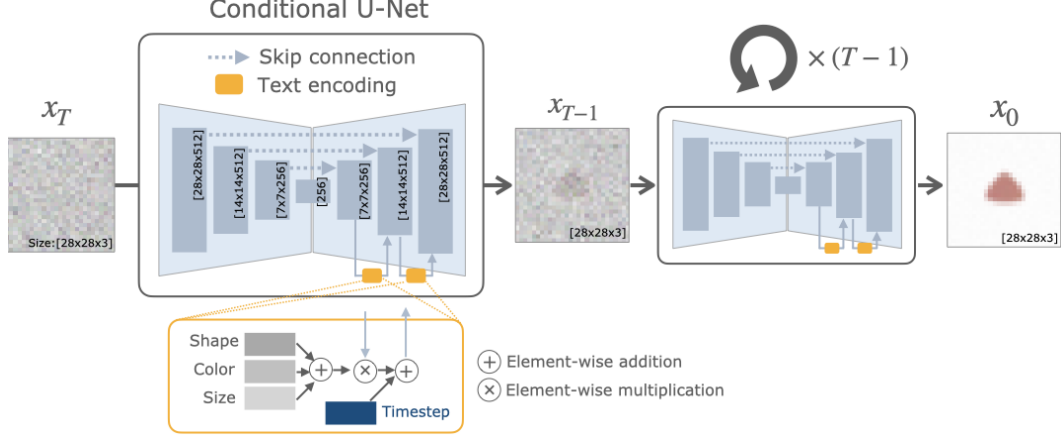 Conditional U-Net
Skip connection
Text encoding
x_T
Size:[28x28x3]
[28x28x512]
[14x14x512]
[7x7x256]
[256]
[7x7x256]
[14x14x512]
[28x28x512]
x_{T−1}
[28x28x3]
× (T − 1)
x_0
[28x28x3]
Shape
Color
Size
+
×
+
Timestep
+ Element-wise addition
× Element-wise multiplication